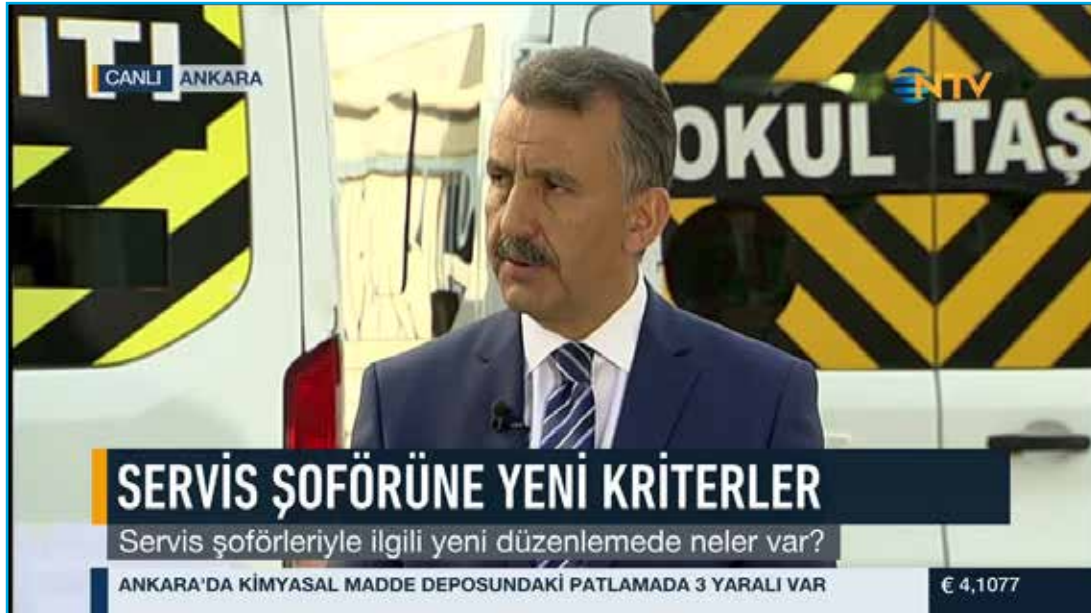 ITI
CANLI ANKARA
NTV
OKUL TAŞ
SERVİS ŞOFÖRÜNE YENİ KRİTERLER
Servis şoförleriyle ilgili yeni düzenlemede neler var?
ANKARA'DA KİMYASAL MADDE DEPOSUNDAKİ PATLAMADA 3 YARALI VAR
€ 4,1077